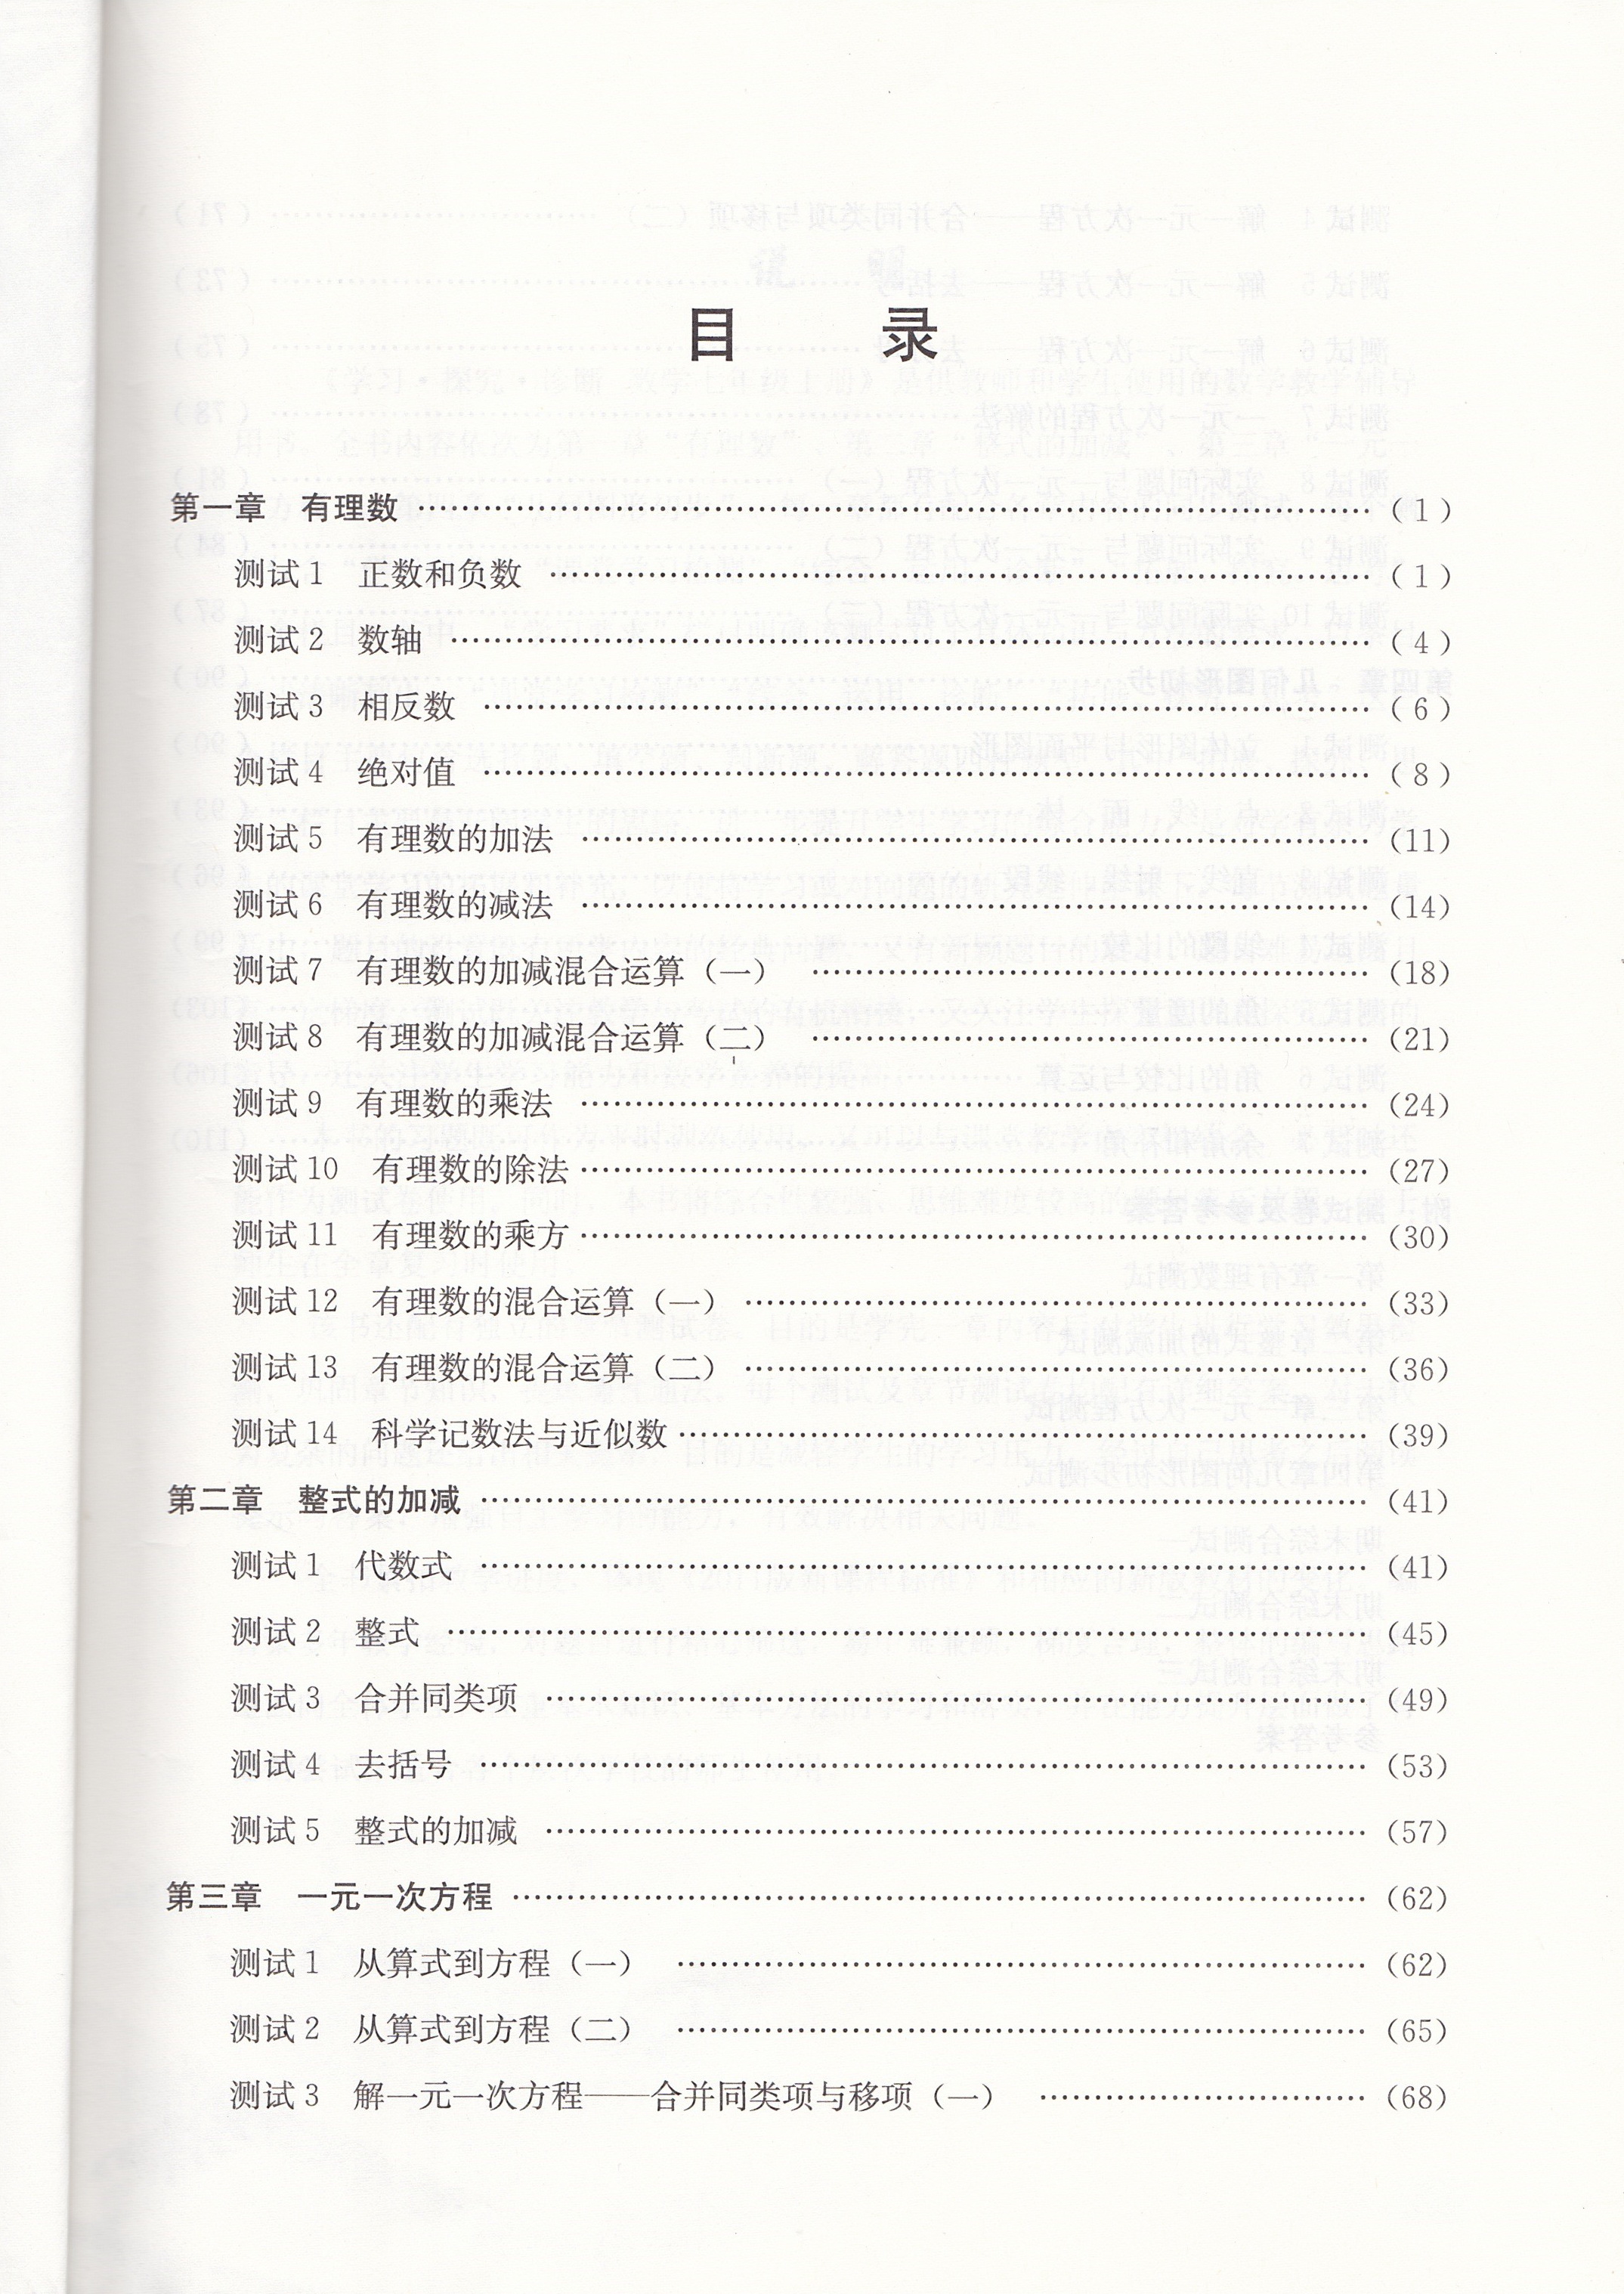 目　录
第一章　有理数 ……………………………………（ 1 ）
测试 1　正数和负数 ……………………………………（ 1 ）
测试 2　数轴 ……………………………………（ 4 ）
测试 3　相反数 ……………………………………（ 6 ）
测试 4　绝对值 ……………………………………（ 8 ）
测试 5　有理数的加法 ……………………………………（11）
测试 6　有理数的减法 ……………………………………（14）
测试 7　有理数的加减混合运算（一） ……………………………………（18）
测试 8　有理数的加减混合运算（二） ……………………………………（21）
测试 9　有理数的乘法 ……………………………………（24）
测试 10　有理数的除法 ……………………………………（27）
测试 11　有理数的乘方 ……………………………………（30）
测试 12　有理数的混合运算（一） ……………………………………（33）
测试 13　有理数的混合运算（二） ……………………………………（36）
测试 14　科学记数法与近似数 ……………………………………（39）
第二章　整式的加减 ……………………………………（41）
测试 1　代数式 ……………………………………（41）
测试 2　整式 ……………………………………（45）
测试 3　合并同类项 ……………………………………（49）
测试 4　去括号 ……………………………………（53）
测试 5　整式的加减 ……………………………………（57）
第三章　一元一次方程 ……………………………………（62）
测试 1　从算式到方程（一） ……………………………………（62）
测试 2　从算式到方程（二） ……………………………………（65）
测试 3　解一元一次方程——合并同类项与移项（一） ……………………（68）